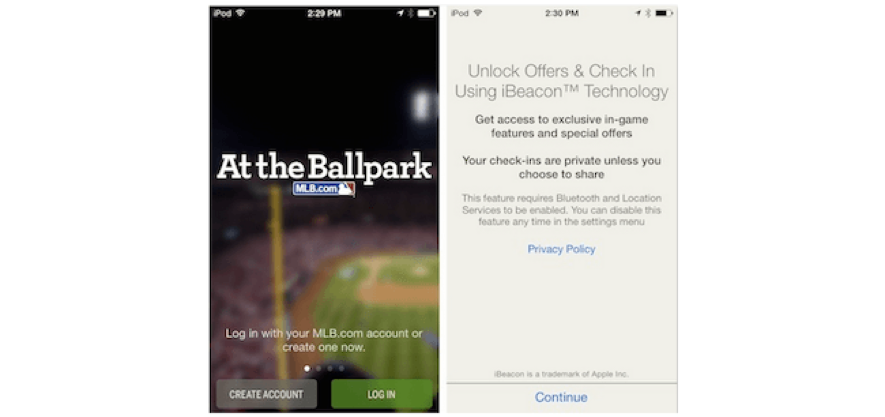 iPod 2:29 PM
At the Ballpark
MLB.com
Log in with your MLB.com account or
create one now.
CREATE ACCOUNT LOG IN
iPod 2:30 PM
Unlock Offers & Check In
Using iBeacon™ Technology
Get access to exclusive in-game
features and special offers
Your check-ins are private unless you
choose to share
This feature requires Bluetooth and Location
Services to be enabled. You can disable this
feature any time in the settings menu
Privacy Policy
iBeacon is a trademark of Apple Inc.
Continue